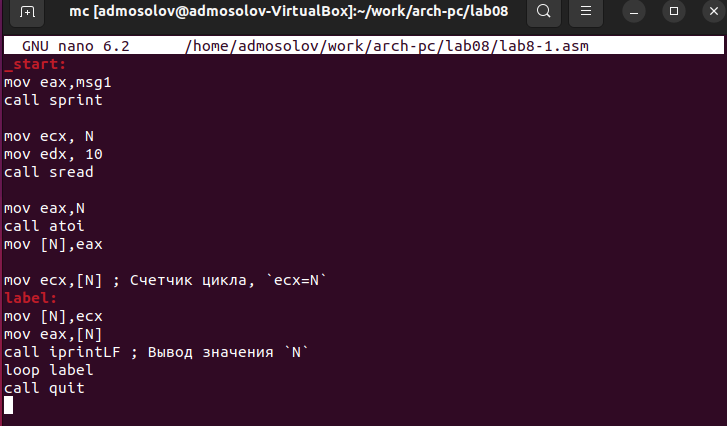 mc [admosolov@admosolov-VirtualBox]:~/work/arch-pc/lab08
GNU nano 6.2 /home/admosolov/work/arch-pc/lab08/lab8-1.asm
_start:
mov eax,msg1
call sprint
mov ecx, N
mov edx, 10
call sread
mov eax,N
call atoi
mov [N],eax
mov ecx,[N] ; Счетчик цикла, `ecx=N`
label:
mov [N],ecx
mov eax,[N]
call iprintLF ; Вывод значения `N`
loop label
call quit